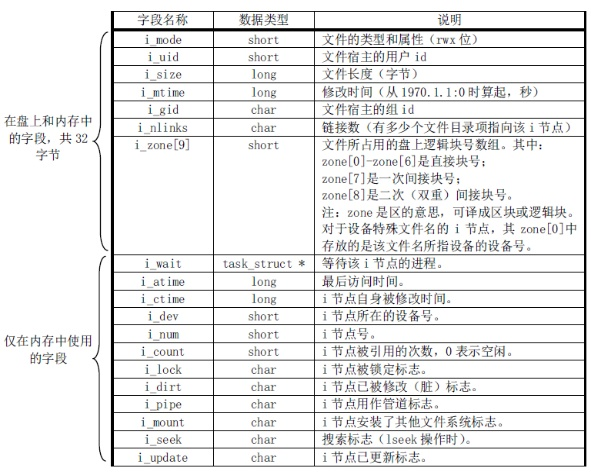 字段名称 数据类型 说明
i_mode short 文件的类型和属性（rwx 位）
i_uid short 文件宿主的用户 id
i_size long 文件长度（字节）
i_mtime long 修改时间（从 1970.1.1:0 时算起，秒）
i_gid char 文件宿主的组 id
i_nlinks char 链接数（有多少个文件目录项指向该 i 节点）
i_zone[9] short 文件所占用的盘上逻辑块号数组。其中：
zone[0]-zone[6]是直接块号；
zone[7]是一次间接块号；
zone[8]是二次（双重）间接块号。
注：zone 是区的意思，可译成区块或逻辑块。
对于设备特殊文件名的 i 节点，其 zone[0]中
存放的是该文件名所指设备的设备号。
在盘上和内存中
的字段，共 32
字节
i_wait task_struct * 等待该 i 节点的进程。
i_atime long 最后访问时间。
i_ctime long i 节点自身被修改时间。
i_dev short i 节点所在的设备号。
i_num short i 节点号。
i_count short i 节点被引用的次数，0 表示空闲。
i_lock char i 节点被锁定标志。
i_dirt char i 节点已被修改（脏）标志。
i_pipe char i 节点用作管道标志。
i_mount char i 节点安装了其他文件系统标志。
i_seek char 搜索标志（lseek 操作时）。
i_update char i 节点已更新标志。
仅在内存中使用
的字段